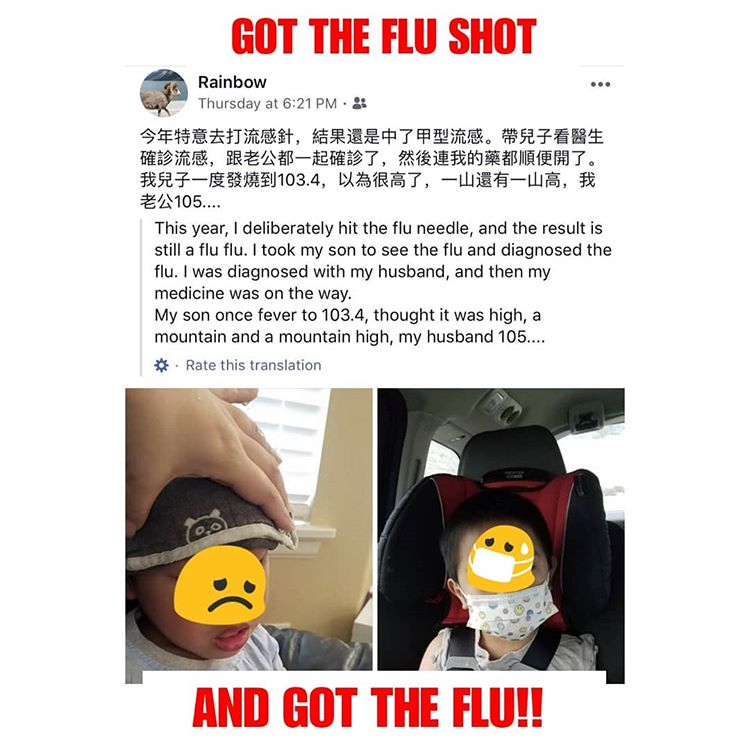 GOT THE FLU SHOT
Rainbow
Thursday at 6:21 PM ·
今年特意去打流感針，結果還是中了甲型流感。帶兒子看醫生
確診流感，跟老公都一起確診了，然後連我的藥都順便開了。
我兒子一度發燒到103.4，以為很高了，一山還有一山高，我
老公105....
This year, I deliberately hit the flu needle, and the result is
still a flu flu. I took my son to see the flu and diagnosed the
flu. I was diagnosed with my husband, and then my
medicine was on the way.
My son once fever to 103.4, thought it was high, a
mountain and a mountain high, my husband 105....
· Rate this translation
AND GOT THE FLU!!